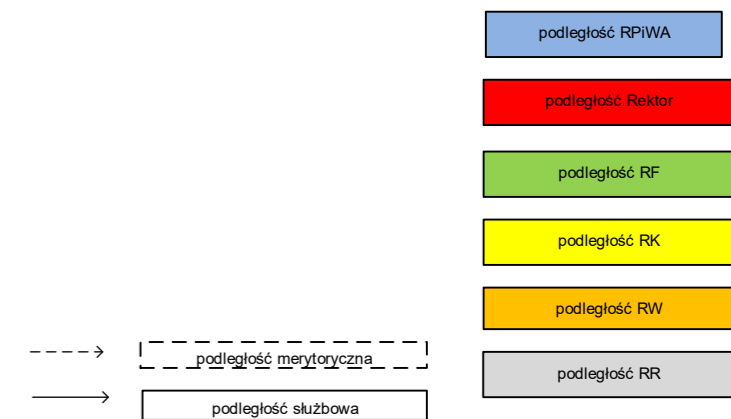 podległość RPiWA
podległość Rektor
podległość RF
podległość RK
podległość RW
podległość merytoryczna
podległość RR
podległość służbowa